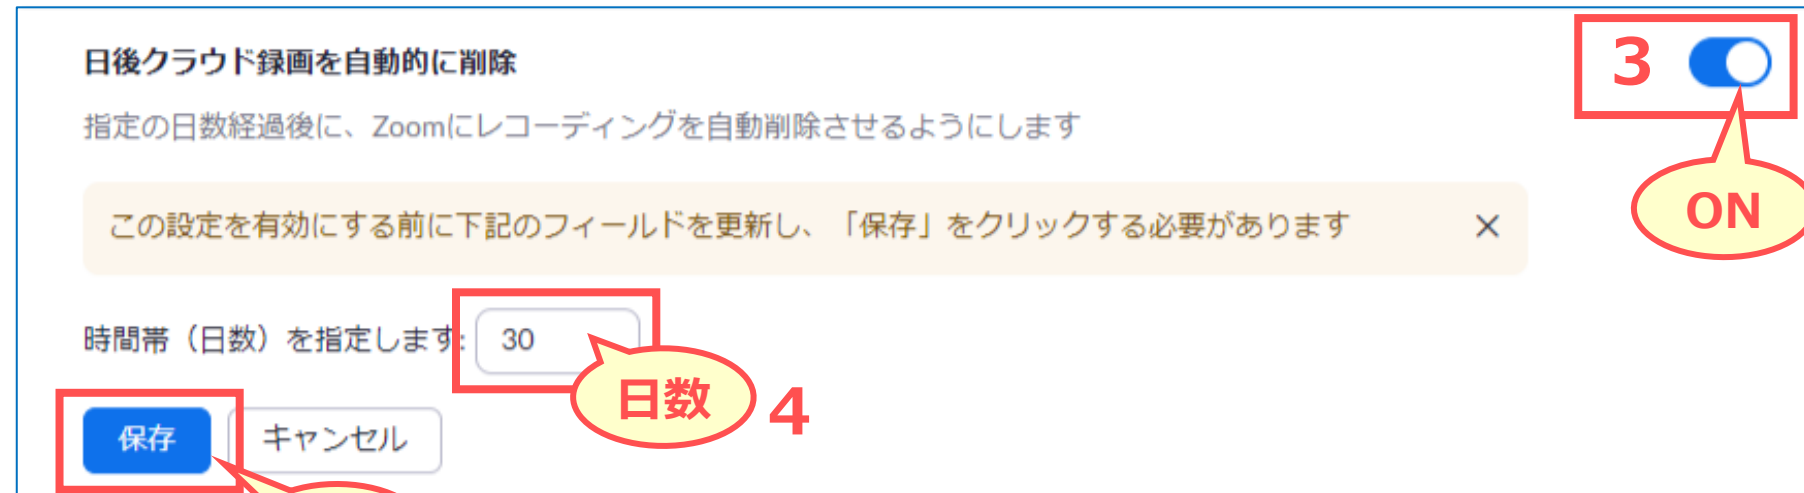 日後クラウド録画を自動的に削除
3
指定の日数経過後に、Zoomにレコーディングを自動削除させるようにします
この設定を有効にする前に下記のフィールドを更新し、「保存」をクリックする必要があります
ON
時間帯（日数）を指定します: 30
日数
4
保存 キャンセル